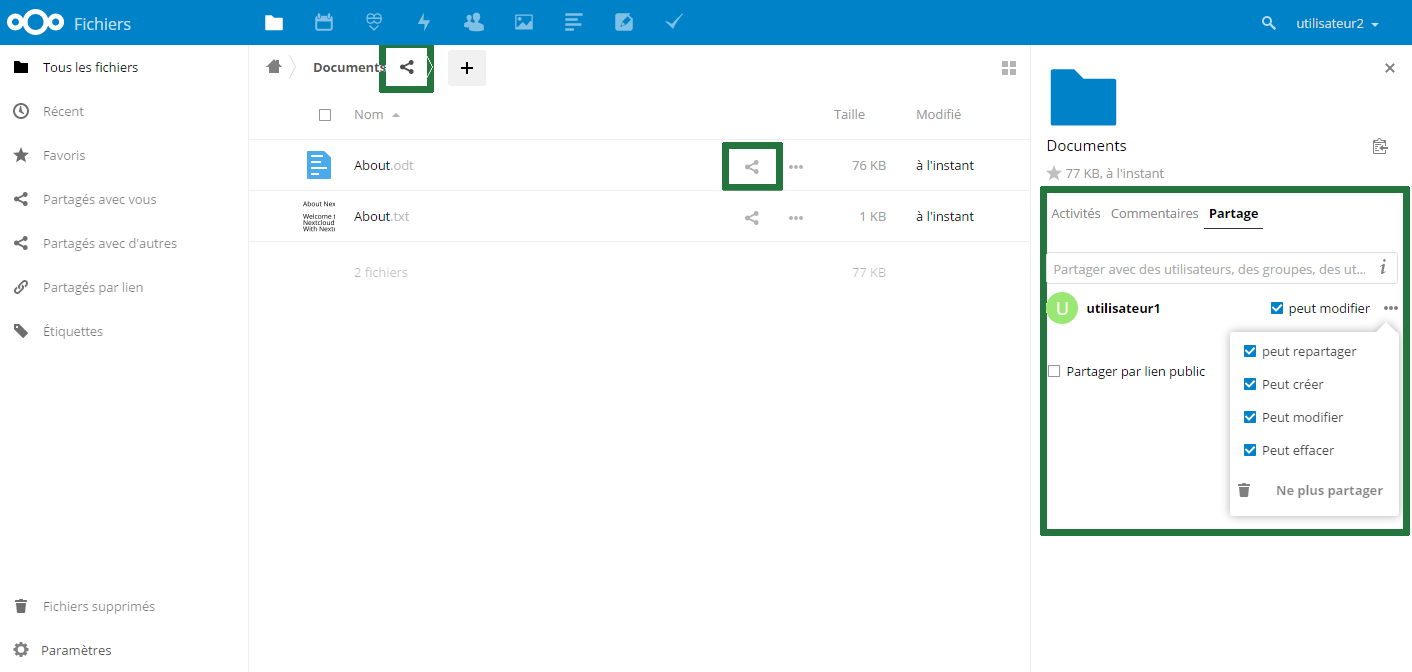 Fichiers
utilisateur2
Tous les fichiers
Récent
Favoris
Partagés avec vous
Partagés avec d'autres
Partagés par lien
Étiquettes
Fichiers supprimés
Paramètres
Documents
Nom Taille Modifié
About.odt 76 KB à l'instant
About Nex
Welcome t
Nextcloud
With Nextc
About.txt 1 KB à l'instant
2 fichiers 77 KB
Documents
77 KB, à l'instant
Activités Commentaires Partage
Partager avec des utilisateurs, des groupes, des ut...
U utilisateur1 peut modifier
peut repartager
Partager par lien public
Peut créer
Peut modifier
Peut effacer
Ne plus partager